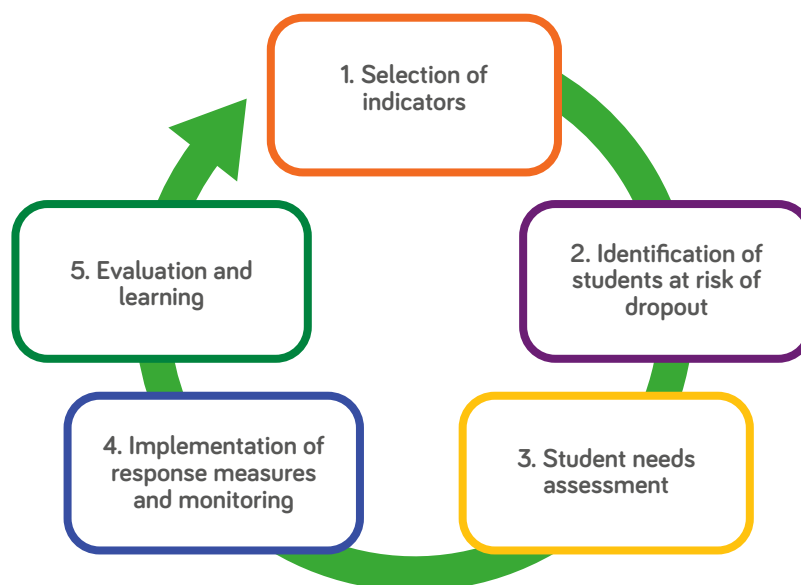 1. Selection of
indicators
2. Identification of
students at risk of
dropout
3. Student needs
assessment
4. Implementation of
response measures
and monitoring
5. Evaluation and
learning